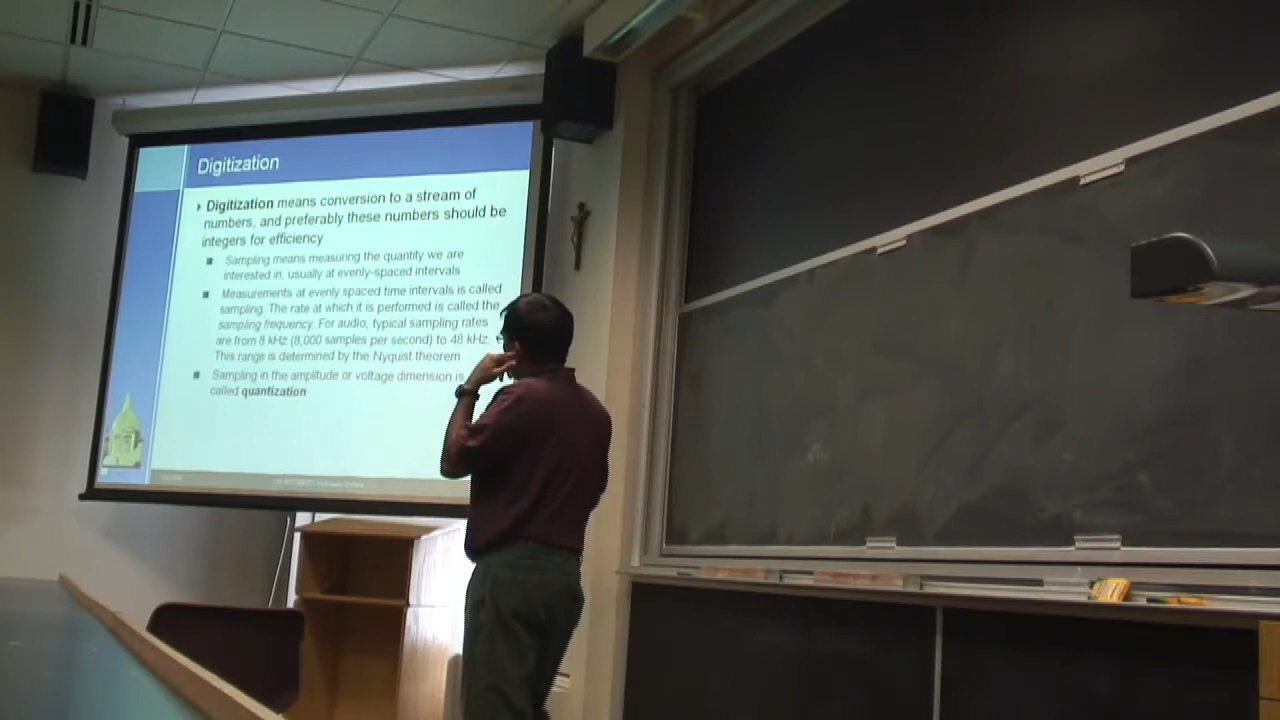 Digitization
Digitization means conversion to a stream of
numbers, and preferably these numbers should be
integers for efficiency
Sampling means measuring the quantity we are
interested in, usually at evenly-spaced intervals
Measurements at evenly spaced time intervals is called
sampling. The rate at which it is performed is called the
sampling frequency. For audio, typical sampling rates
are from 8 kHz (8,000 samples per second) to 48 kHz.
This range is determined by the Nyquist theorem
Sampling in the amplitude or voltage dimension is
called quantization